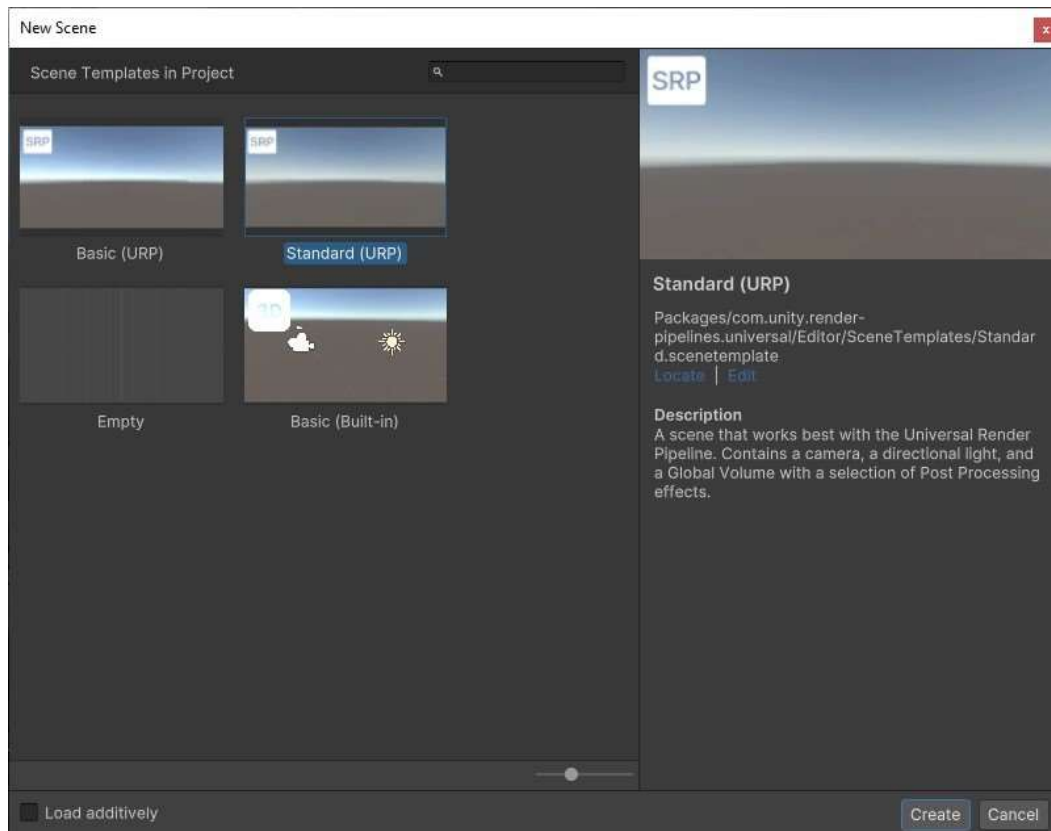 New Scene
x
Scene Templates in Project
SRP
SRP
Basic (URP)
Standard (URP)
3D
Empty
Basic (Built-in)
SRP
Standard (URP)
Packages/com.unity.render-
pipelines.universal/Editor/SceneTemplates/Standar
d.scenetemplate
Locate | Edit
Description
A scene that works best with the Universal Render
Pipeline. Contains a camera, a directional light, and
a Global Volume with a selection of Post Processing
effects.
Load additively
Create
Cancel